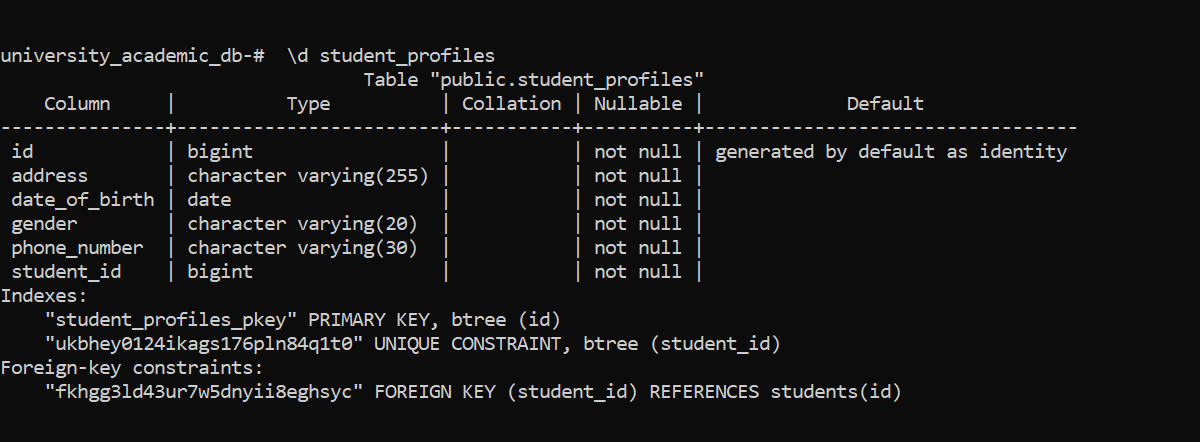 university_academic_db-#  \d student_profiles
                              Table "public.student_profiles"
    Column     |          Type          | Collation | Nullable |             Default
---------------+------------------------+-----------+----------+----------------------------------
 id            | bigint                 |           | not null | generated by default as identity
 address       | character varying(255) |           | not null |
 date_of_birth | date                   |           | not null |
 gender        | character varying(20)  |           | not null |
 phone_number  | character varying(30)  |           | not null |
 student_id    | bigint                 |           | not null |
Indexes:
    "student_profiles_pkey" PRIMARY KEY, btree (id)
    "ukbhey0124ikags176pln84q1t0" UNIQUE CONSTRAINT, btree (student_id)
Foreign-key constraints:
    "fkhgg3ld43ur7w5dnyii8eghsyc" FOREIGN KEY (student_id) REFERENCES students(id)